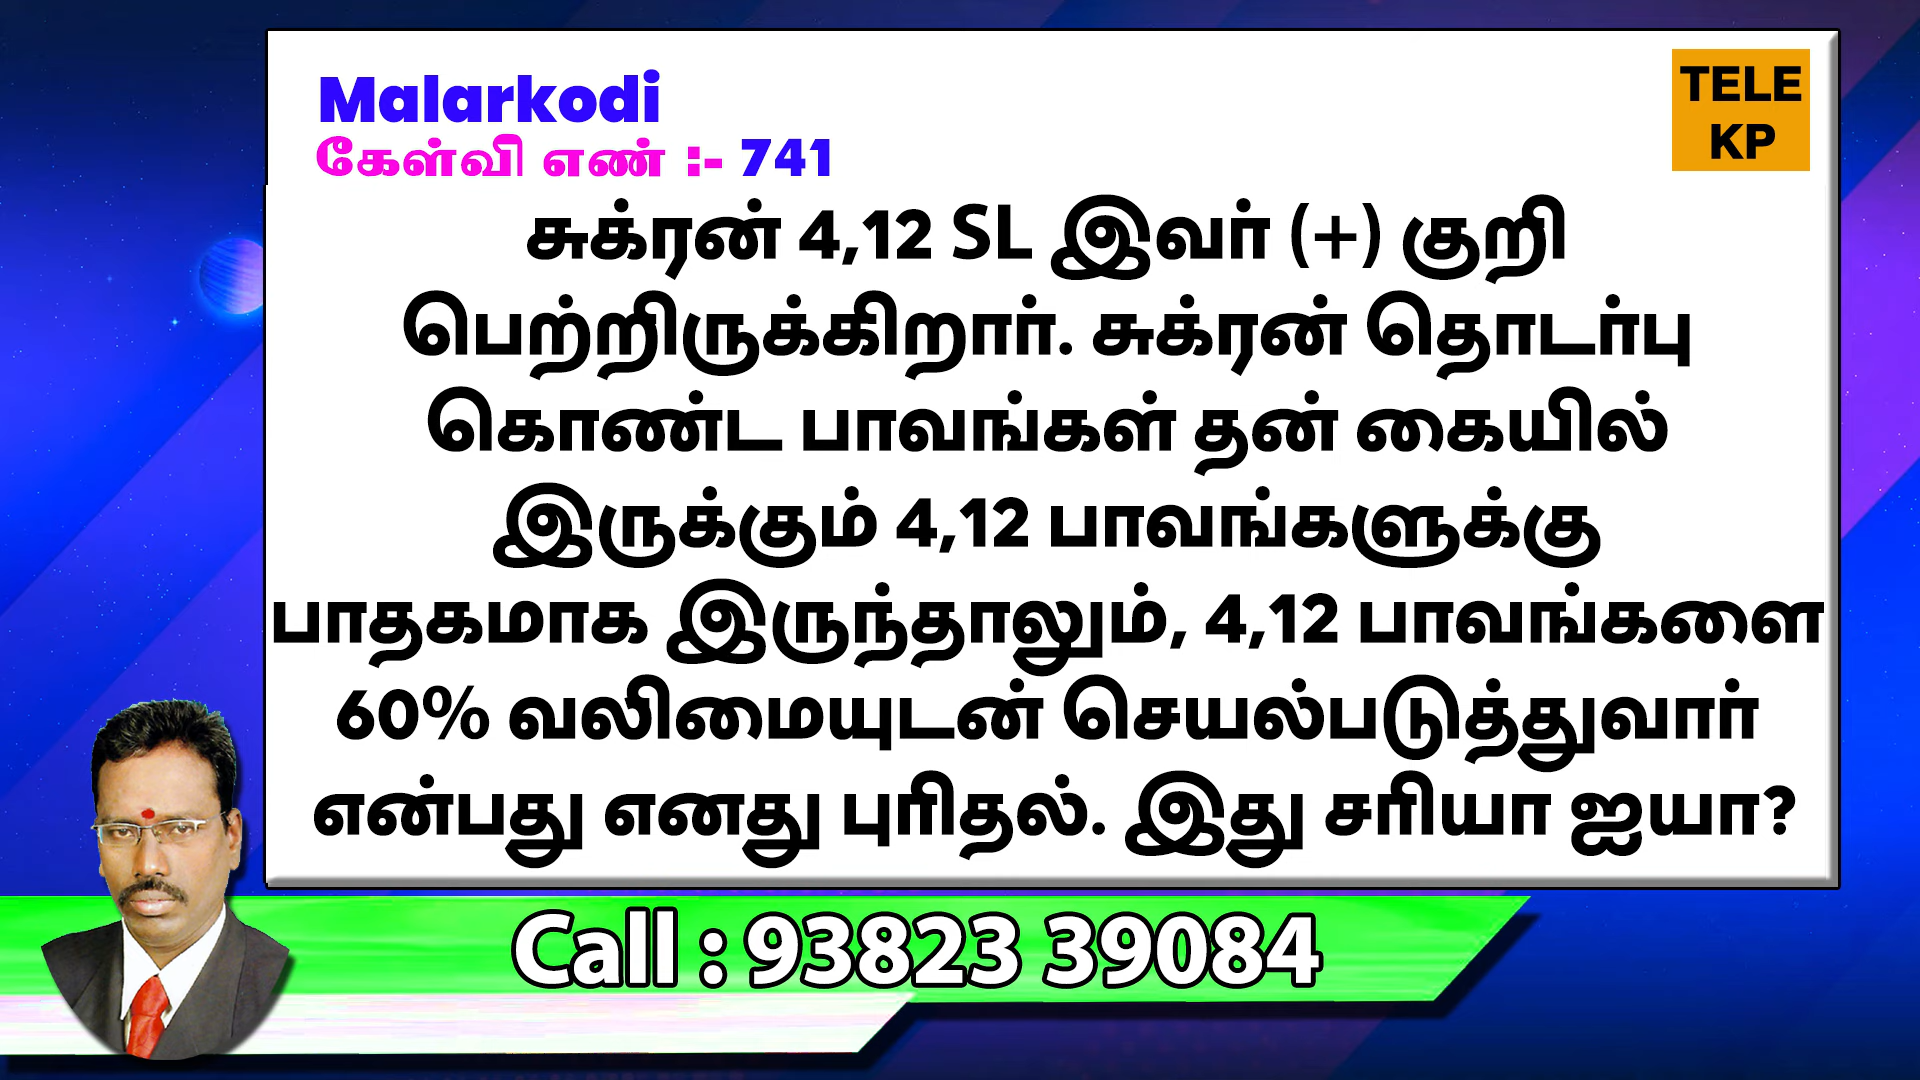 Malarkodi
TELE
KP
கேள்வி எண் :- 741
சுக்ரன் 4,12 SL இவர் (+) குறி
பெற்றிருக்கிறார். சுக்ரன் தொடர்பு
கொண்ட பாவங்கள் தன் கையில்
இருக்கும் 4,12 பாவங்களுக்கு
பாதகமாக இருந்தாலும், 4,12 பாவங்களை
60% வலிமையுடன் செயல்படுத்துவார்
என்பது எனது புரிதல். இது சரியா ஐயா?
Call : 93823 39084